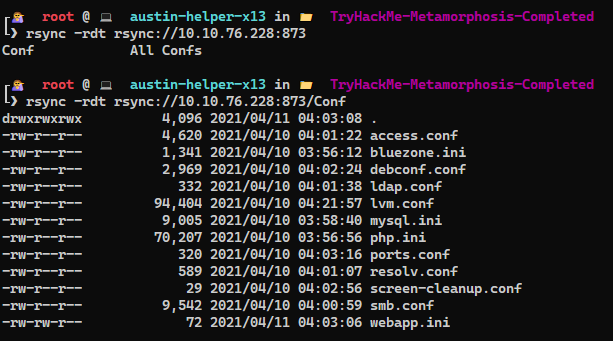 root @ austin-helper-x13 in TryHackMe-Metamorphosis-Completed
❯ rsync -rdt rsync://10.10.76.228:873
Conf All Confs
root @ austin-helper-x13 in TryHackMe-Metamorphosis-Completed
❯ rsync -rdt rsync://10.10.76.228:873/Conf
drwxrwxrwx 4,096 2021/04/11 04:03:08 .
-rw-r--r-- 4,620 2021/04/10 04:01:22 access.conf
-rw-r--r-- 1,341 2021/04/10 03:56:12 bluezone.ini
-rw-r--r-- 2,969 2021/04/10 04:02:24 debconf.conf
-rw-r--r-- 332 2021/04/10 04:01:38 ldap.conf
-rw-r--r-- 94,404 2021/04/10 04:21:57 lvm.conf
-rw-r--r-- 9,005 2021/04/10 03:58:40 mysql.ini
-rw-r--r-- 70,207 2021/04/10 03:56:56 php.ini
-rw-r--r-- 320 2021/04/10 04:03:16 ports.conf
-rw-r--r-- 589 2021/04/10 04:01:07 resolv.conf
-rw-r--r-- 29 2021/04/10 04:02:56 screen-cleanup.conf
-rw-r--r-- 9,542 2021/04/10 04:00:59 smb.conf
-rw-rw-r-- 72 2021/04/11 04:03:06 webapp.ini